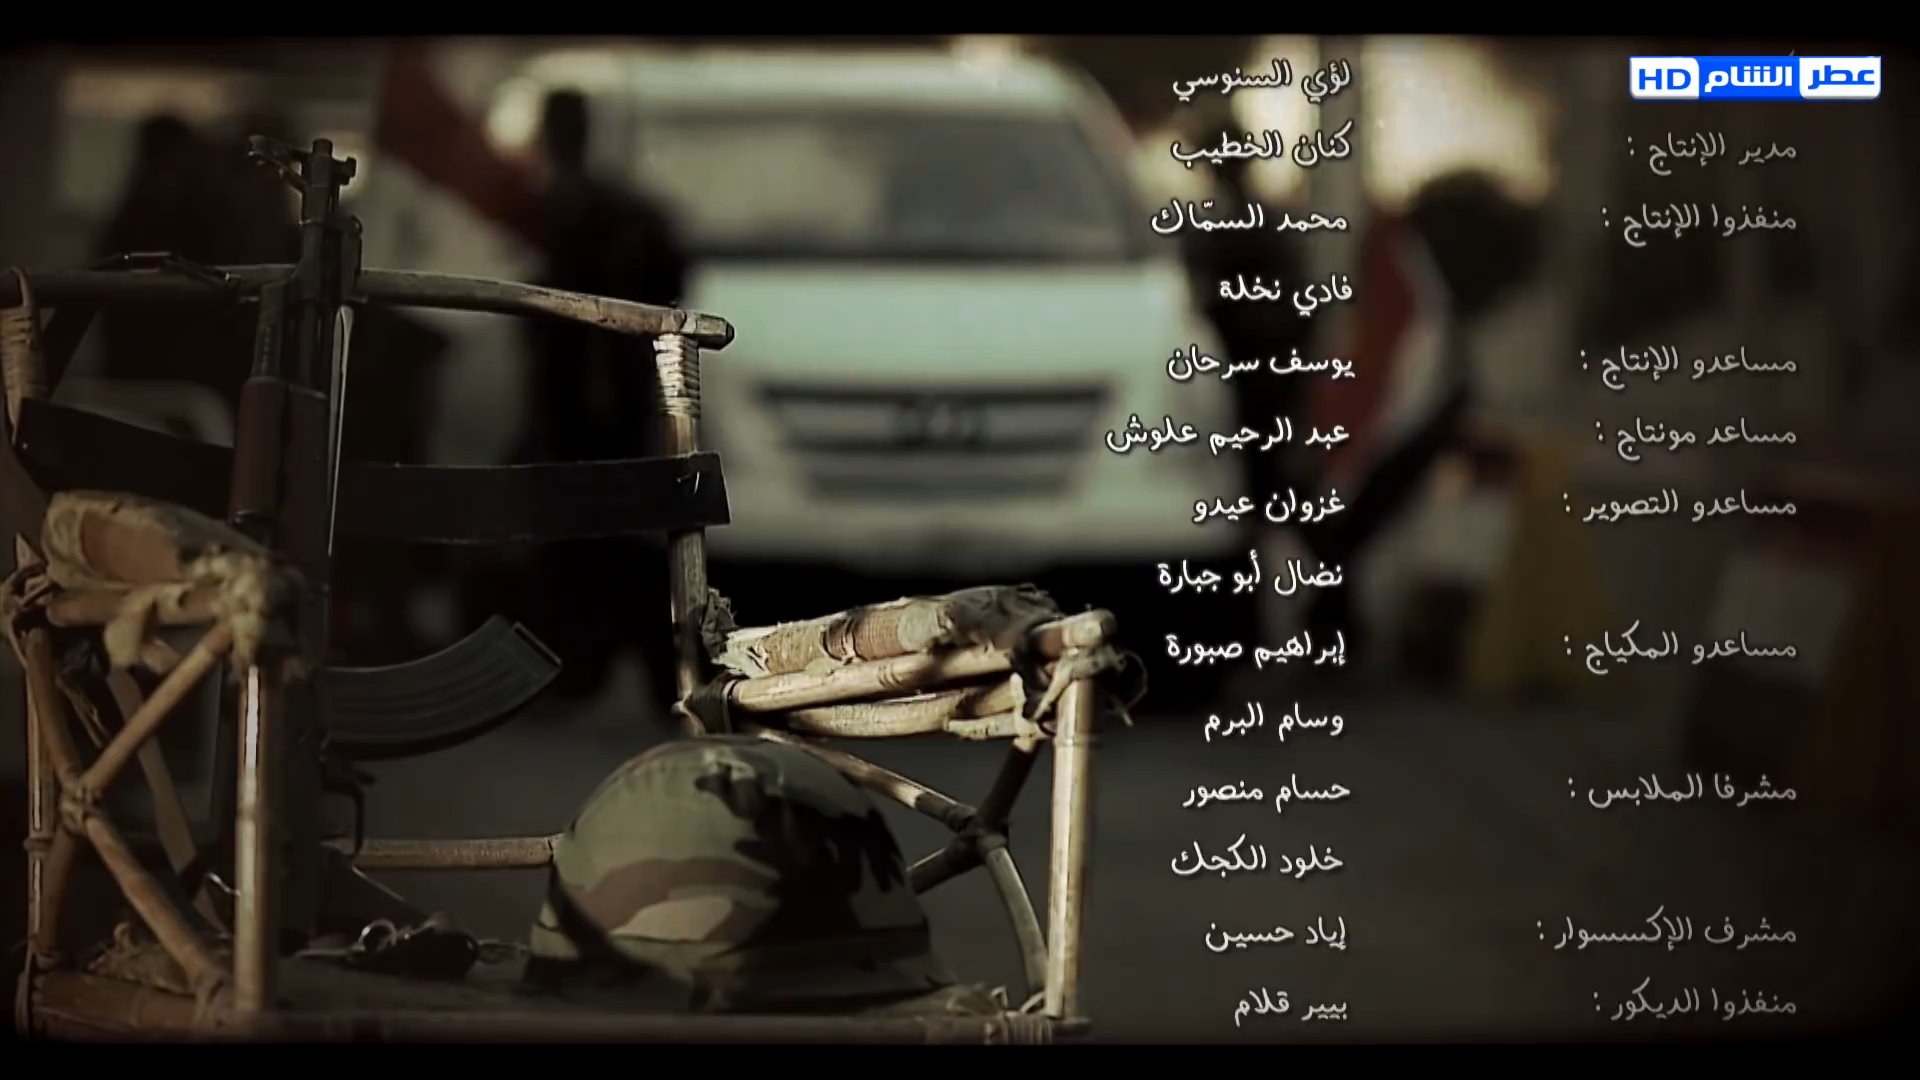 عطر الشام HD
لؤي السنوسي
مدير الإنتاج : كنان الخطيب
منفذوا الإنتاج : محمد السمّاك
فادي نخلة
مساعدو الإنتاج : يوسف سرحان
مساعد مونتاج : عبد الرحيم علوش
مساعدو التصوير : غزوان عيدو
نضال أبو جبارة
مساعدو المكياج : إبراهيم صبورة
وسام البرم
مشرفا الملابس : حسام منصور
خلود الكجك
مشرف الإكسسوار : إياد حسين
منفذوا الديكور : بيير قلام